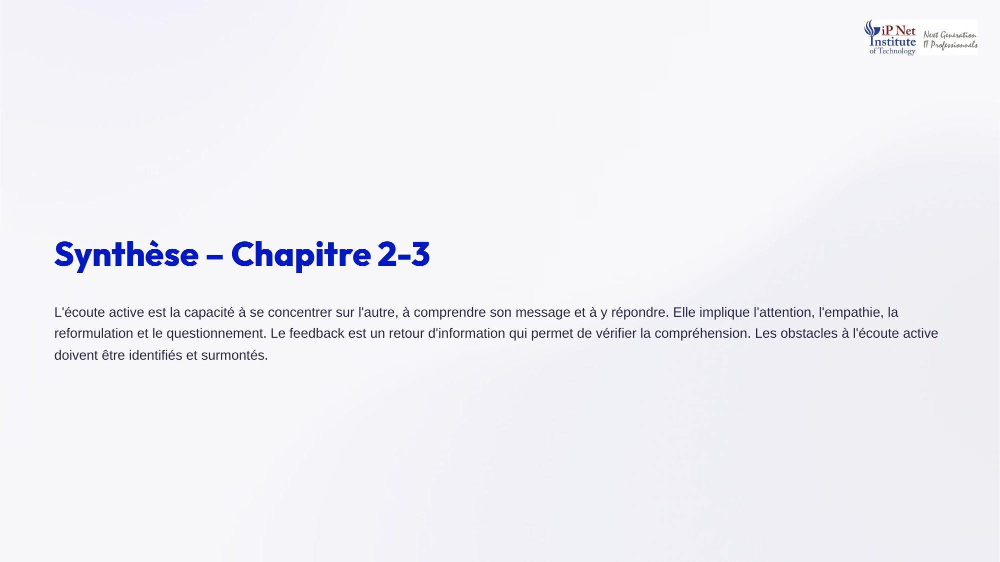 iP Net
Institute
of Technology
Next Generation
IT Professionnels
Synthèse – Chapitre 2-3
L'écoute active est la capacité à se concentrer sur l'autre, à comprendre son message et à y répondre. Elle implique l'attention, l'empathie, la
reformulation et le questionnement. Le feedback est un retour d'information qui permet de vérifier la compréhension. Les obstacles à l'écoute active
doivent être identifiés et surmontés.